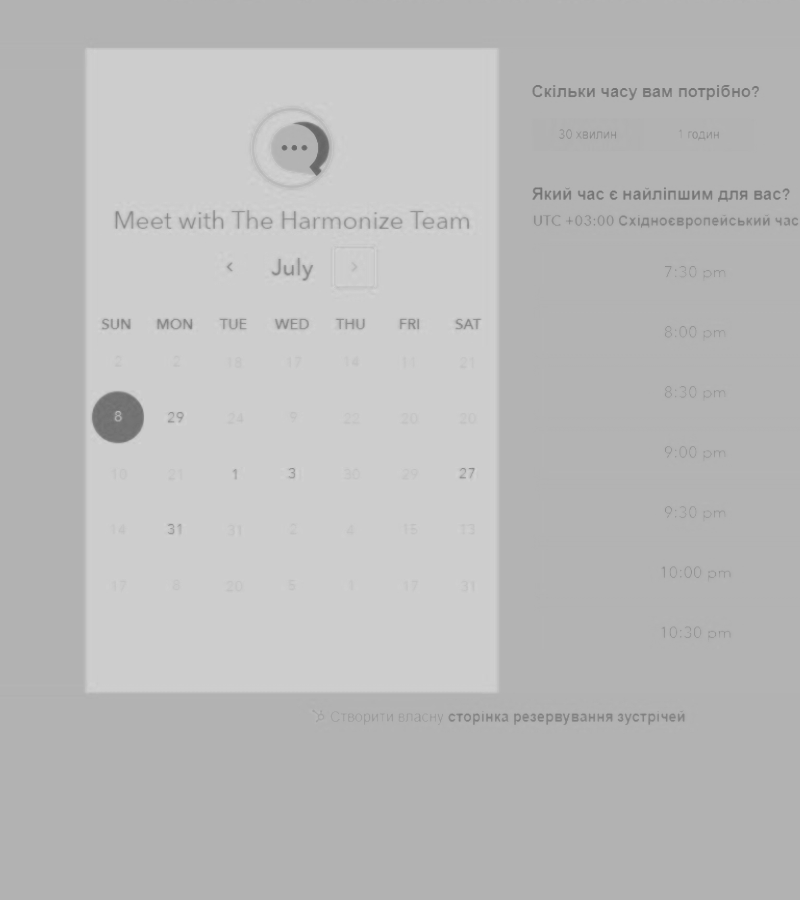 Meet with The Harmonize Team
‹ July ›
SUN MON TUE WED THU FRI SAT
2 2 18 17 14 11 21
8 29 24 9 22 20 20
10 21 1 3 30 29 27
14 31 31 2 4 15 13
17 8 20 5 1 17 31
Скільки часу вам потрібно?
30 хвилин 1 годин
Який час є найліпшим для вас?
UTC +03:00 Східноєвропейський час
7:30 pm
8:00 pm
8:30 pm
9:00 pm
9:30 pm
10:00 pm
10:30 pm
Створити власну сторінка резервування зустрічей